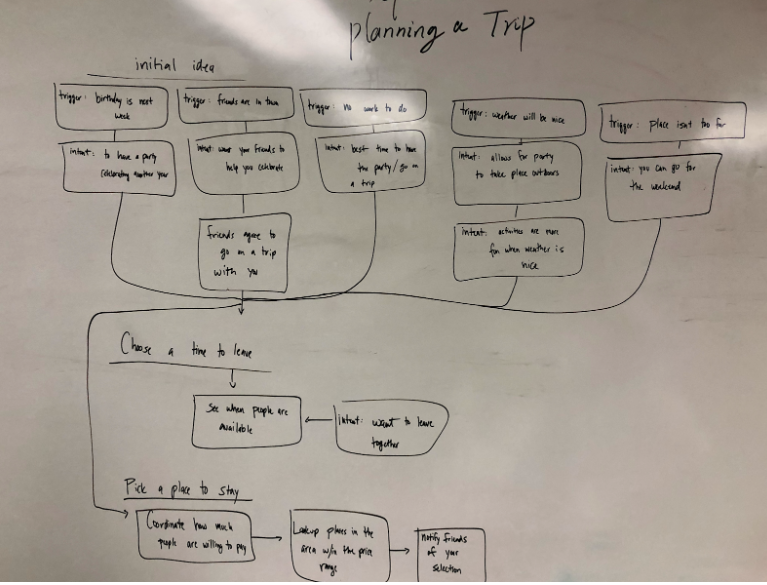 planning a Trip
initial idea
trigger: birthday is next
week
intent: to have a party
celebrating another year
trigger: friends are in town
intent: want your friends to
help you celebrate
friends agree to
go on a trip
with you
trigger: no work to do
intent: best time to have
the party/go on
a trip
trigger: weather will be nice
intent: allows for party
to take place outdoors
intent: activities are more
fun when weather is
nice
trigger: place isnt too far
intent: you can go for
the weekend
Choose a time to leave
See when people are
available
intent: want to leave
together
Pick a place to stay
Coordinate how much
people are willing to pay
Lookup places in the
area w/in the price
range
notify friends
of your
selection